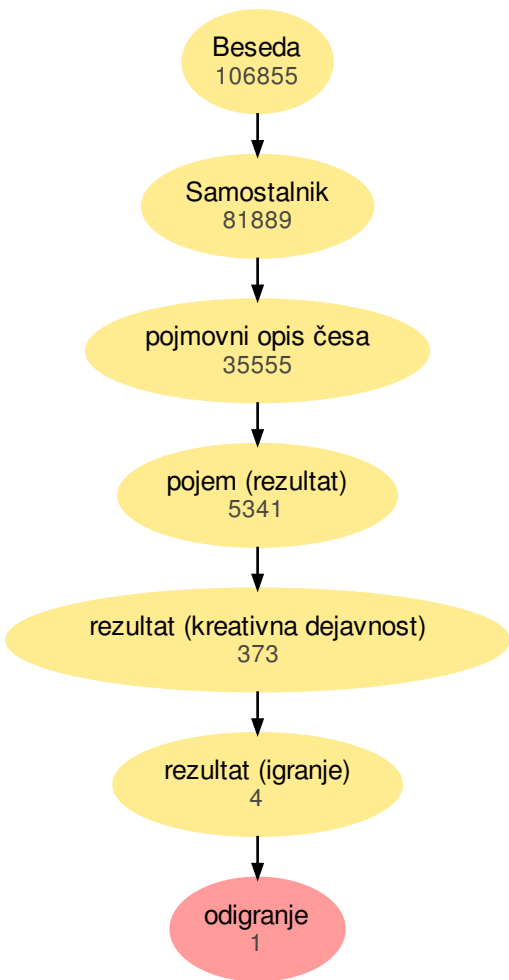 Beseda
106855
Samostalnik
81889
pojmovni opis česa
35555
pojem (rezultat)
5341
rezultat (kreativna dejavnost)
373
rezultat (igranje)
4
odigranje
1